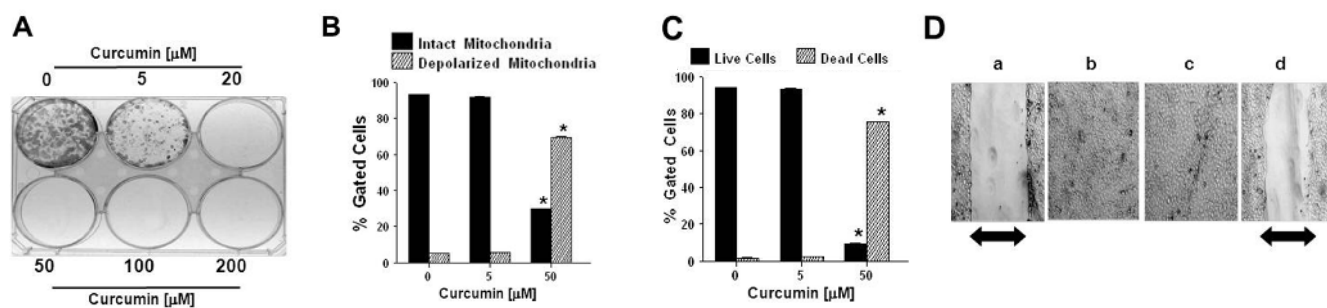 A
Curcumin [µM]
0 5 20
50 100 200
Curcumin [µM]
B
Intact Mitochondria
Depolarized Mitochondria
% Gated Cells
100
80
60
40
20
0
* *
0 5 50
Curcumin [µM]
C
Live Cells Dead Cells
% Gated Cells
100
80
60
40
20
0
* *
0 5 50
Curcumin [µM]
D
a b c d